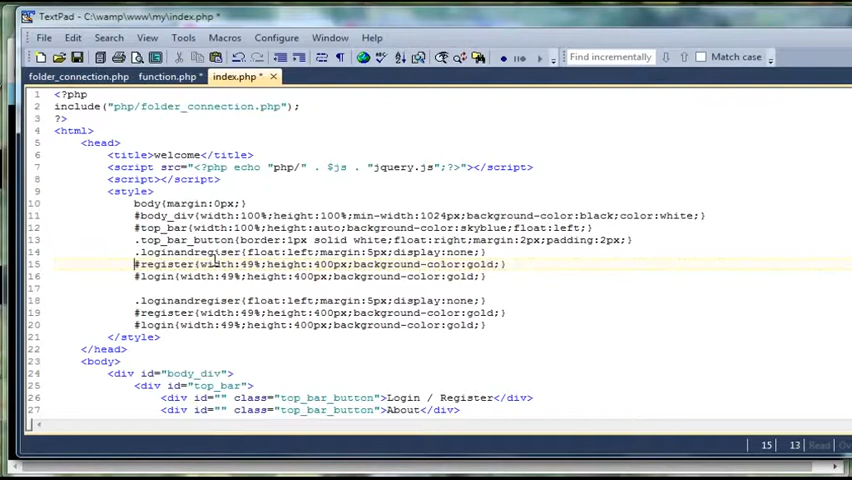 TextPad - C:\wamp\www\my\index.php *
File Edit Search View Tools Macros Configure Window Help
Find incrementally Match case
folder_connection.php function.php * index.php *
1 <?php
2 include("php/folder_connection.php");
3 ?>
4 <html>
5 <head>
6 <title>welcome</title>
7 <script src="<?php echo "php/" . $js . "jquery.js";?>"></script>
8 <script></script>
9 <style>
10 body{margin:0px;}
11 #body_div{width:100%;height:100%;min-width:1024px;background-color:black;color:white;}
12 #top_bar{width:100%;height:auto;background-color:skyblue;float:left;}
13 .top_bar_button{border:1px solid white;float:right;margin:2px;padding:2px;}
14 .loginandregiser{float:left;margin:5px;display:none;}
15 #register{width:49%;height:400px;background-color:gold;}
16 #login{width:49%;height:400px;background-color:gold;}
17
18 .loginandregiser{float:left;margin:5px;display:none;}
19 #register{width:49%;height:400px;background-color:gold;}
20 #login{width:49%;height:400px;background-color:gold;}
21 </style>
22 </head>
23 <body>
24 <div id="body_div">
25 <div id="top_bar">
26 <div id="" class="top_bar_button">Login / Register</div>
27 <div id="" class="top_bar_button">About</div>
15 13 Read Ov